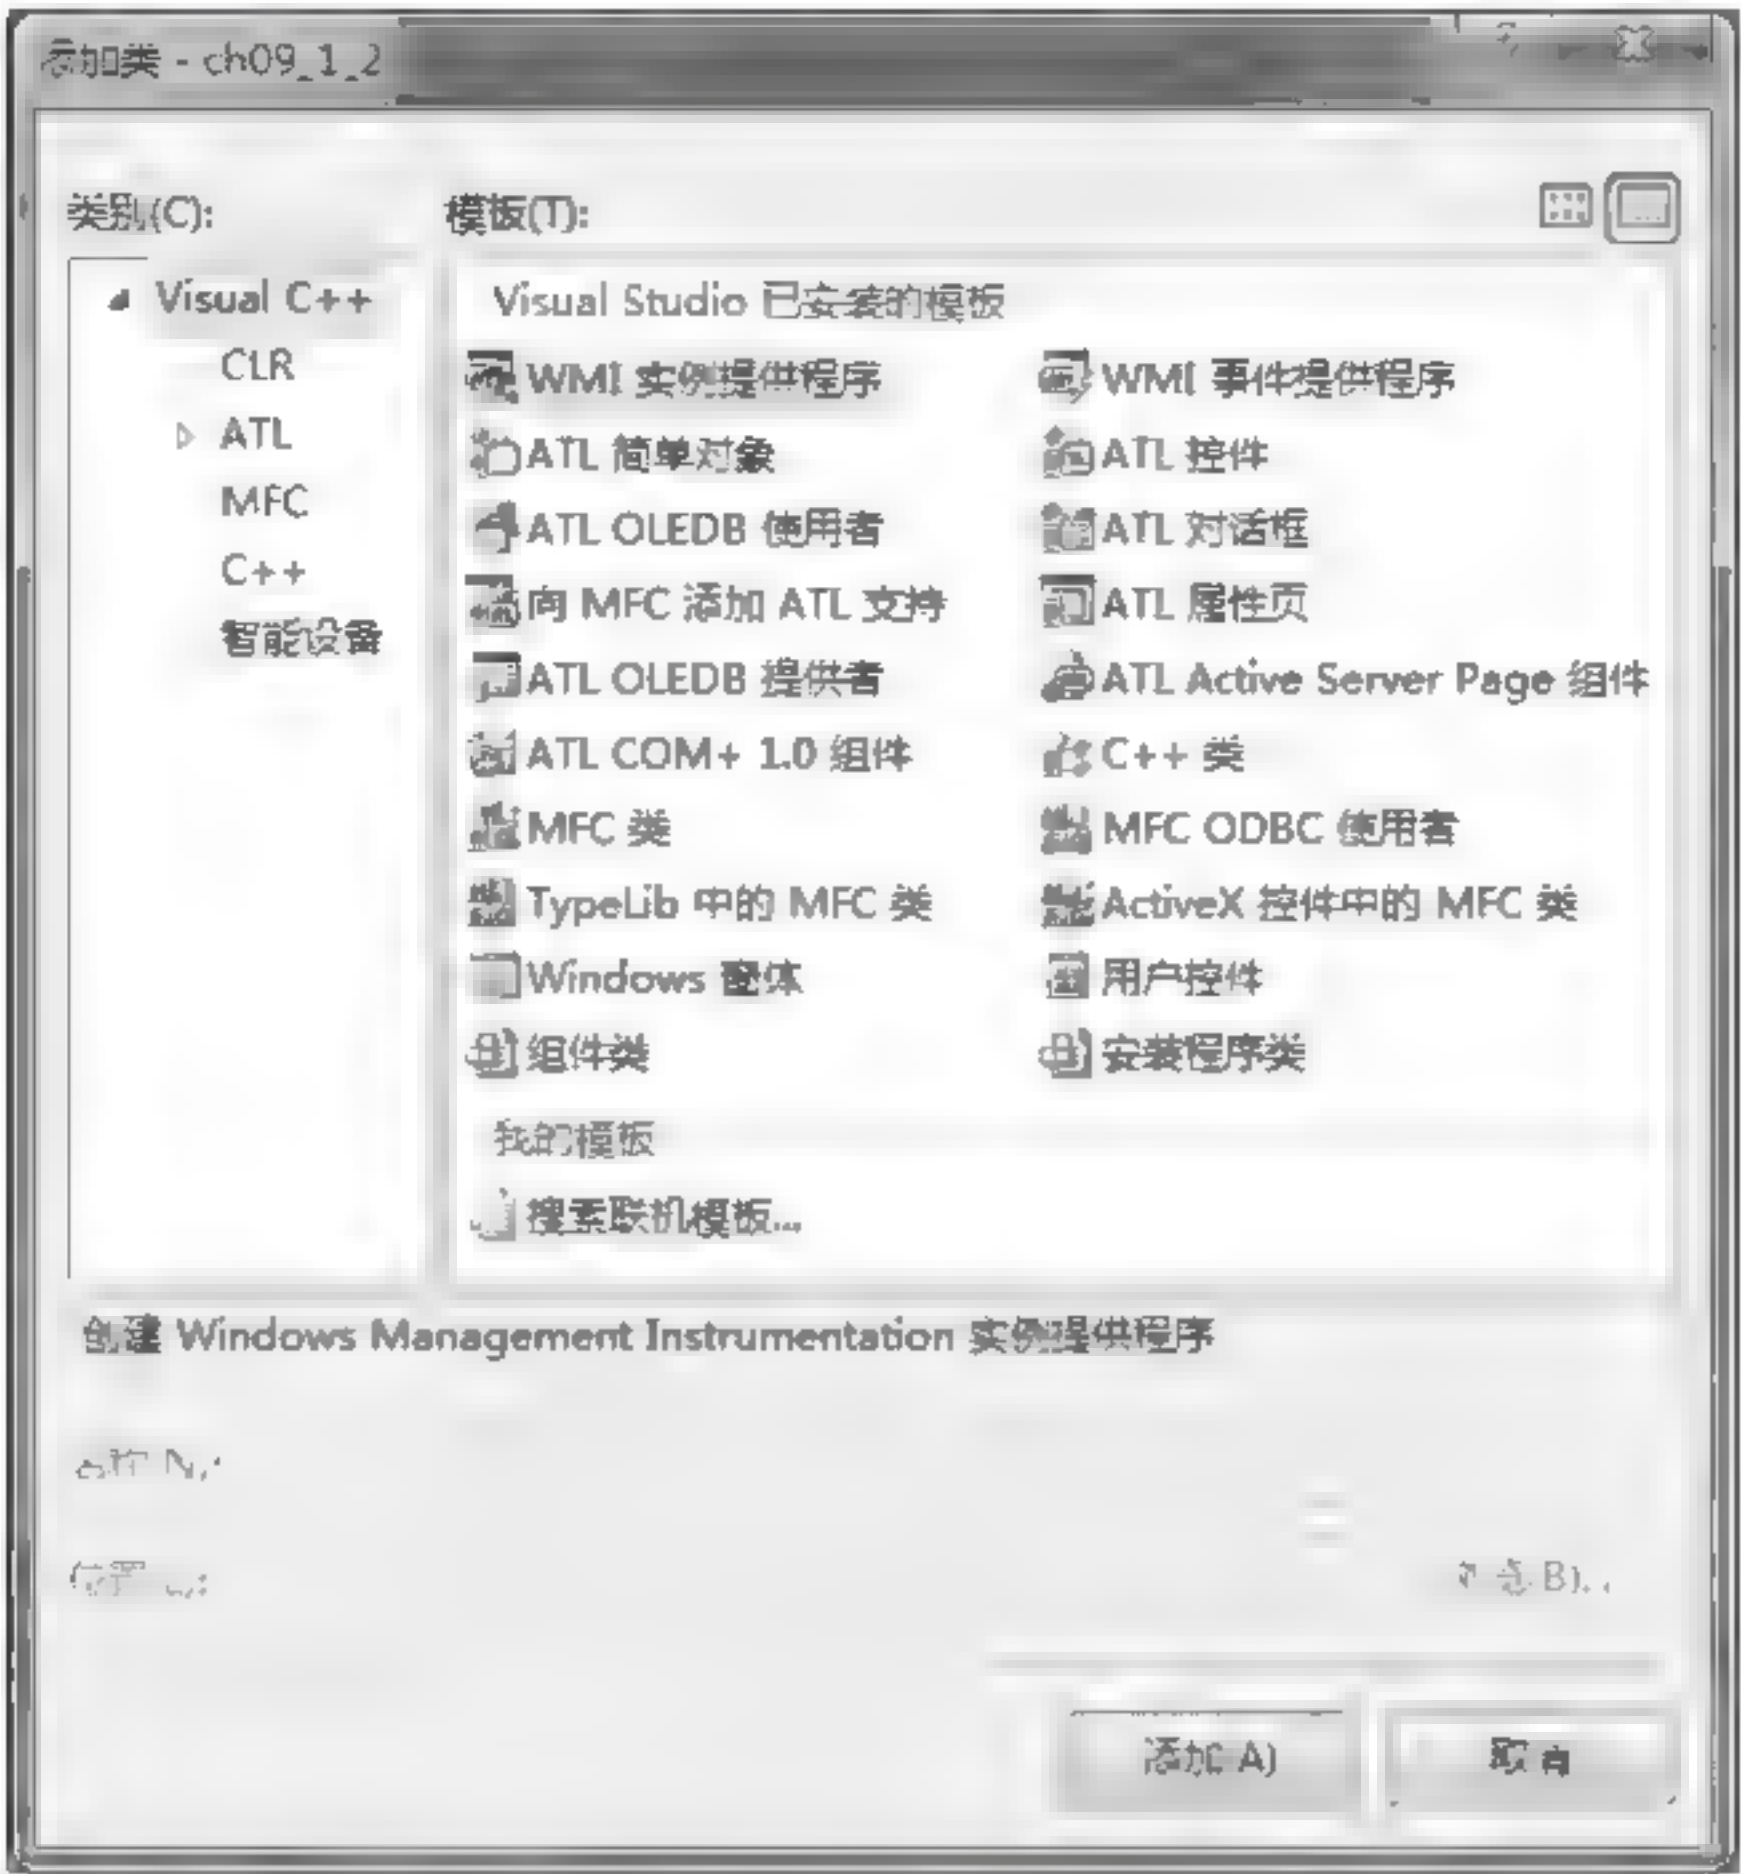 添加类 - ch09_1_2
类别(C):
模板(T):
Visual C++
CLR
ATL
MFC
C++
智能设备
Visual Studio 已安装的模板
WMI 实例提供程序
WMI 事件提供程序
ATL 简单对象
ATL 控件
ATL OLEDB 使用者
ATL 对话框
向 MFC 添加 ATL 支持
ATL 属性页
ATL OLEDB 提供者
ATL Active Server Page 组件
ATL COM+ 1.0 组件
C++ 类
MFC 类
MFC ODBC 使用者
TypeLib 中的 MFC 类
ActiveX 控件中的 MFC 类
Windows 窗体
用户控件
组件类
安装程序类
我的模板
搜索联机模板...
创建 Windows Management Instrumentation 实例提供程序
添加 A)